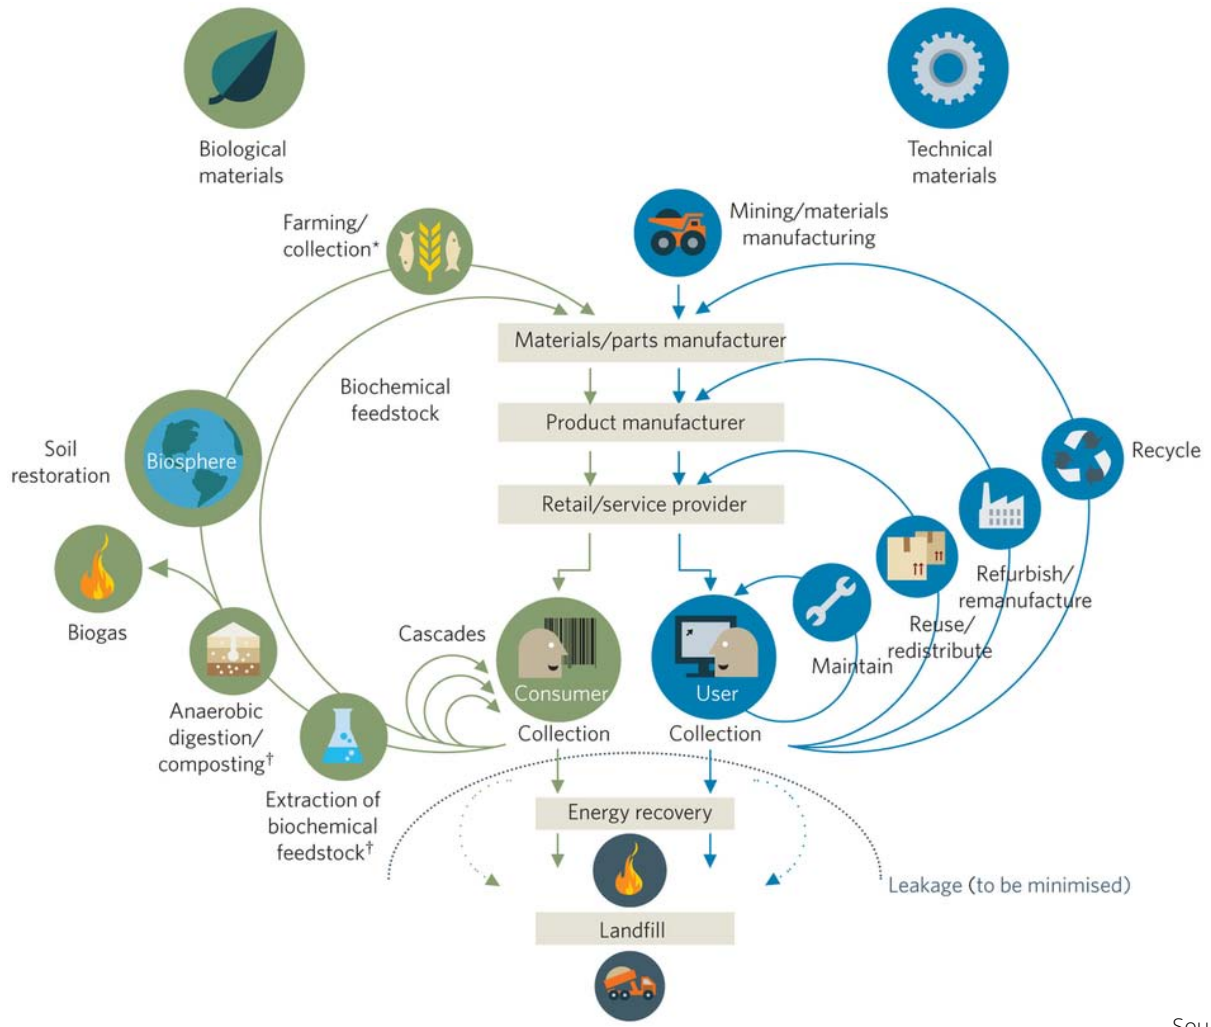 Biological
materials
Technical
materials
Farming/
collection*
Mining/materials
manufacturing
Materials/parts manufacturer
Biochemical
feedstock
Product manufacturer
Soil
restoration
Biosphere
Recycle
Retail/service provider
Biogas
Refurbish/
remanufacture
Reuse/
redistribute
Cascades
Maintain
Consumer
User
Anaerobic
digestion/
composting†
Collection
Collection
Extraction of
biochemical
feedstock†
Energy recovery
Leakage (to be minimised)
Landfill